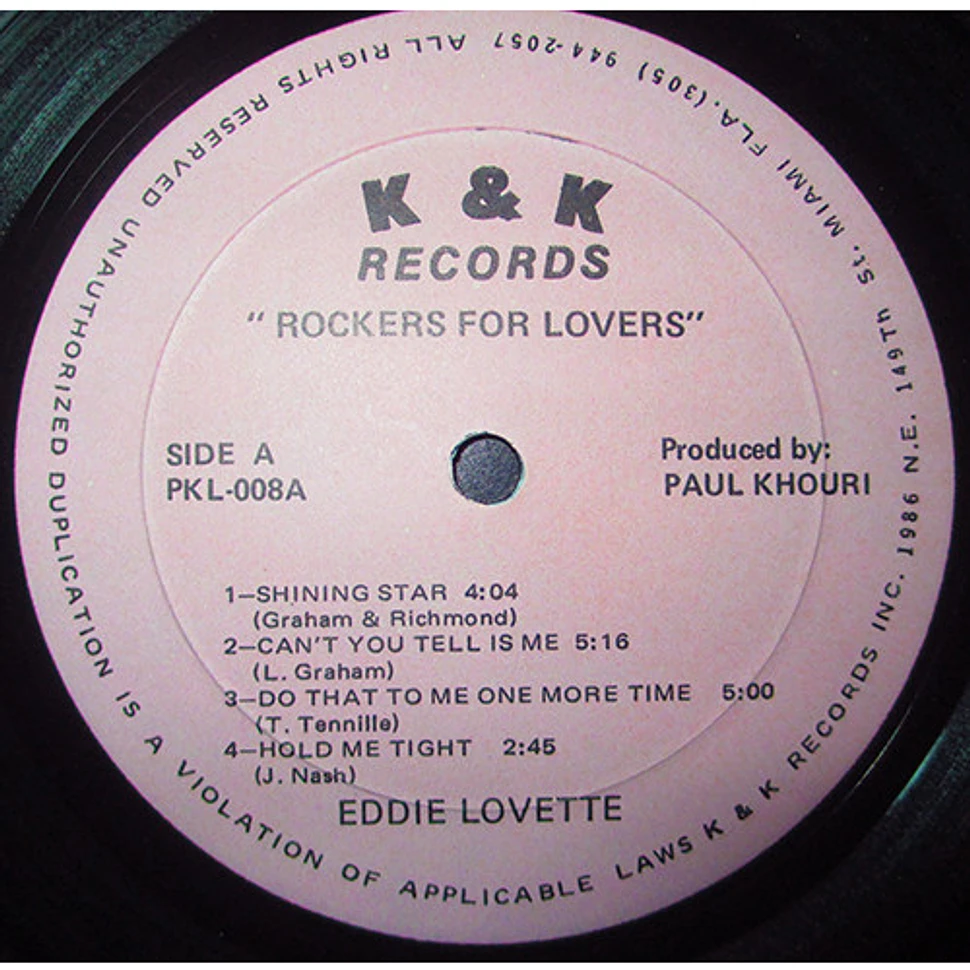 K & K
RECORDS
“ ROCKERS FOR LOVERS”
SIDE A
PKL-008A
Produced by:
PAUL KHOURI
1—SHINING STAR 4:04
(Graham & Richmond)
2—CAN'T YOU TELL IS ME 5:16
(L. Graham)
3—DO THAT TO ME ONE MORE TIME 5:00
(T. Tennille)
4—HOLD ME TIGHT 2:45
(J. Nash)
EDDIE LOVETTE
ALL RIGHTS RESERVED UNAUTHORIZED DUPLICATION IS A VIOLATION OF APPLICABLE LAWS K & K RECORDS INC. 1986 N.E. 149Th St. MIAMI FLA, (305) 944-2057